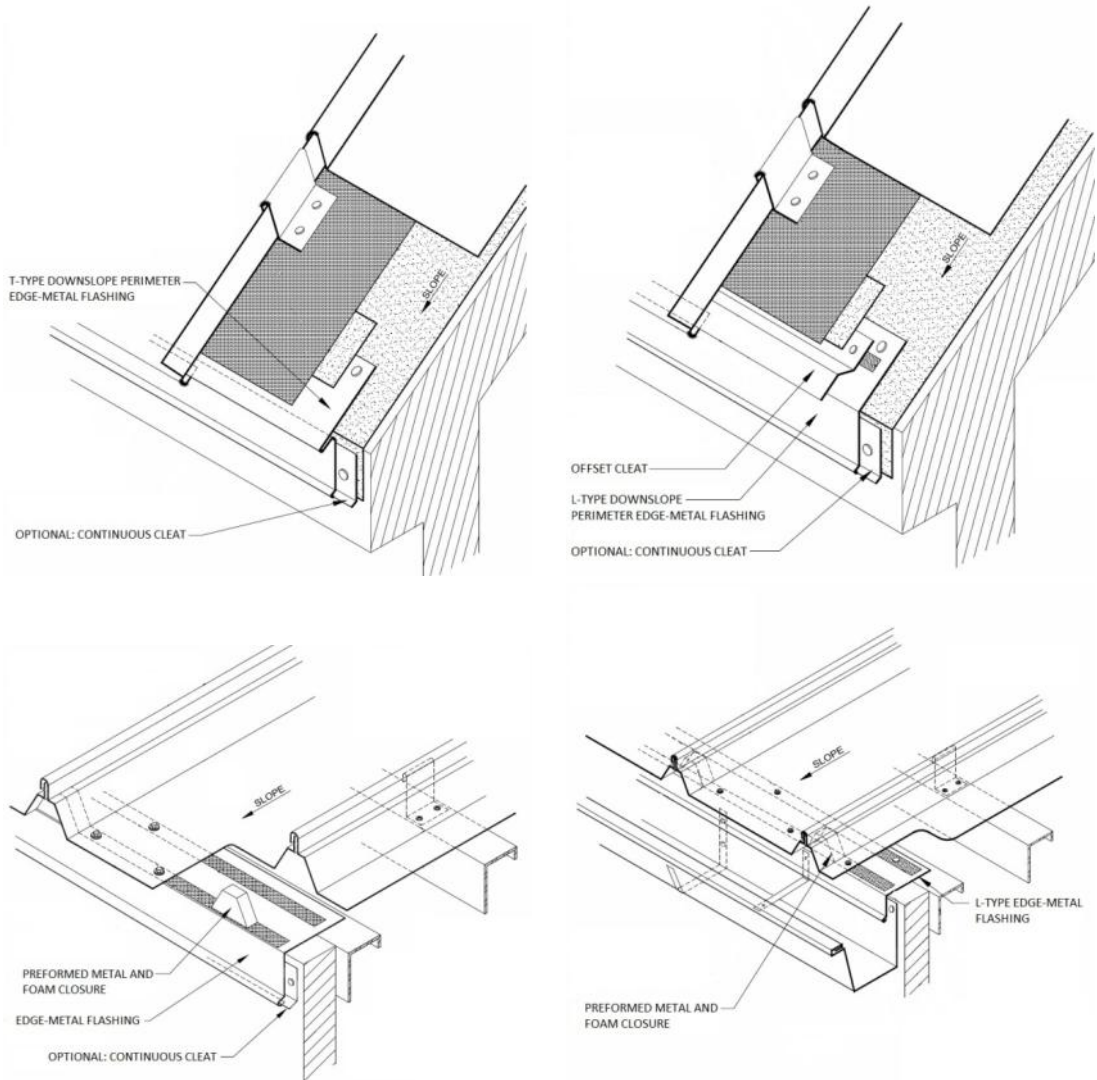 SLOPE
T-TYPE DOWNSLOPE PERIMETER
EDGE-METAL FLASHING
OPTIONAL: CONTINUOUS CLEAT
SLOPE
OFFSET CLEAT
L-TYPE DOWNSLOPE
PERIMETER EDGE-METAL FLASHING
OPTIONAL: CONTINUOUS CLEAT
SLOPE
PREFORMED METAL AND
FOAM CLOSURE
EDGE-METAL FLASHING
OPTIONAL: CONTINUOUS CLEAT
SLOPE
L-TYPE EDGE-METAL
FLASHING
PREFORMED METAL AND
FOAM CLOSURE